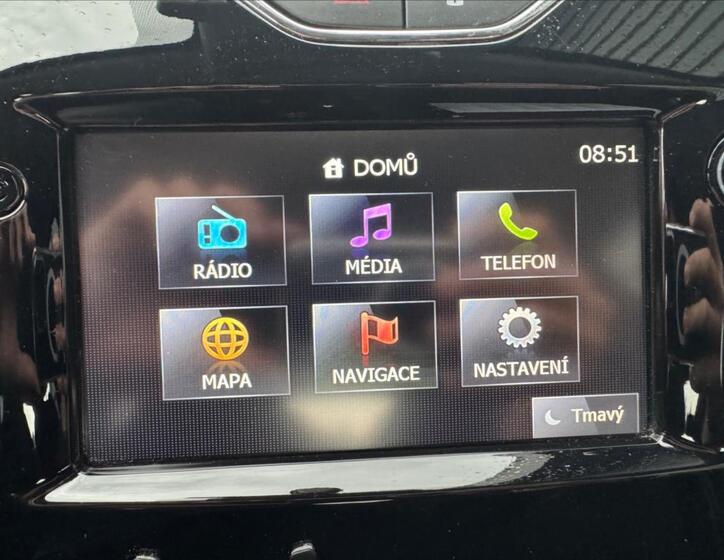 DOMŮ
08:51
RÁDIO
MÉDIA
TELEFON
MAPA
NAVIGACE
NASTAVENÍ
Tmavý